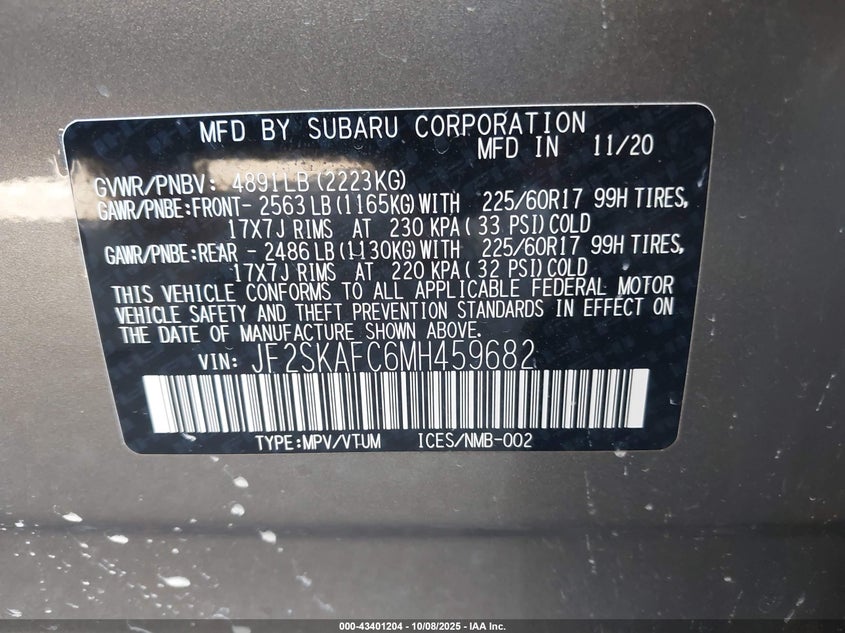 MFD BY SUBARU CORPORATION
MFD IN 11/20
GVWR/PNBV: 4891LB(2223KG)
GAWR/PNBE:FRONT- 2563LB(1165KG)WITH 225/60R17 99H TIRES,
17X7J RIMS AT 230 KPA(33 PSI)COLD
GAWR/PNBE:REAR - 2486LB(1130KG)WITH 225/60R17 99H TIRES,
17X7J RIMS AT 220 KPA(32 PSI)COLD
THIS VEHICLE CONFORMS TO ALL APPLICABLE FEDERAL MOTOR
VEHICLE SAFETY AND THEFT PREVENTION STANDARDS IN EFFECT ON
THE DATE OF MANUFACTURE SHOWN ABOVE.
VIN: JF2SKAFC6MH459682
TYPE:MPV/VTUM ICES/NMB-002
000-43401204 - 10/08/2025 - IAA Inc.